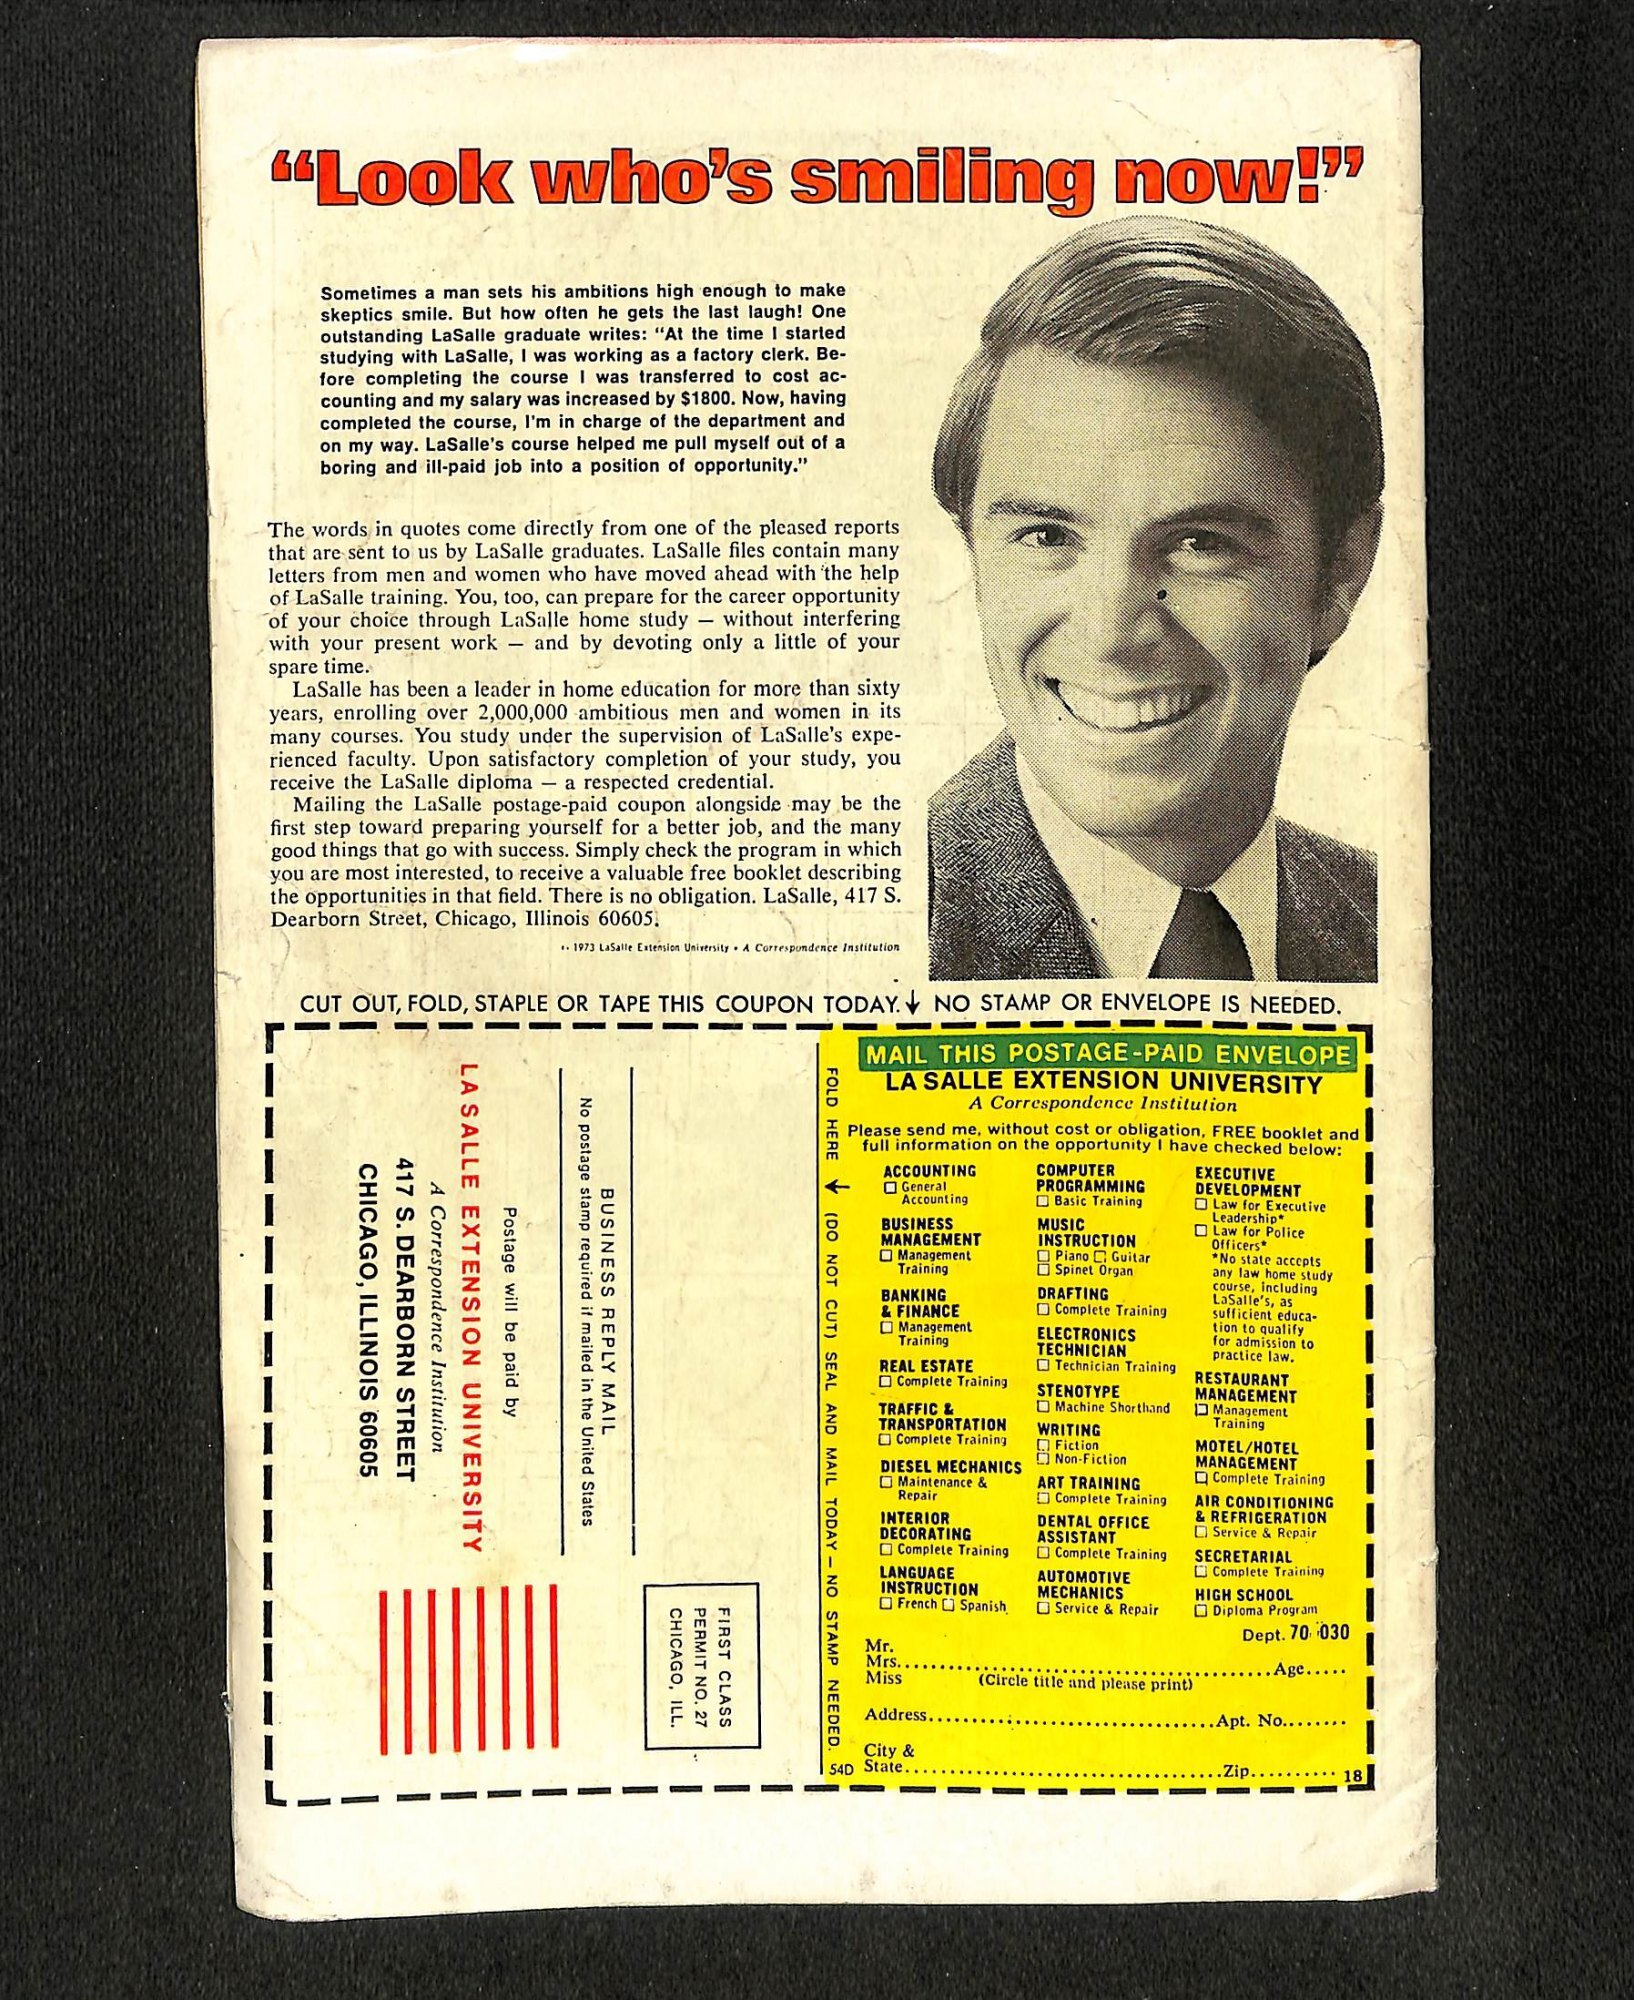 “Look who’s smiling now!”
Sometimes a man sets his ambitions high enough to make
skeptics smile. But how often he gets the last laugh! One
outstanding LaSalle graduate writes: “At the time I started
studying with LaSalle, I was working as a factory clerk. Be-
fore completing the course I was transferred to cost ac-
counting and my salary was increased by $1800. Now, having
completed the course, I'm in charge of the department and
on my way. LaSalle's course helped me pull myself out of a
boring and ill-paid job into a position of opportunity.”
The words in quotes come directly from one of the pleased reports
that are sent to us by LaSalle graduates. LaSalle files contain many
letters from men and women who have moved ahead with the help
of LaSalle training. You, too, can prepare for the career opportunity
of your choice through LaSalle home study — without interfering
with your present work — and by devoting only a little of your
spare time.
LaSalle has been a leader in home education for more than sixty
years, enrolling over 2,000,000 ambitious men and women in its
many courses. You study under the supervision of LaSalle's expe-
rienced faculty. Upon satisfactory completion of your study, you
receive the LaSalle diploma — a respected credential.
Mailing the LaSalle postage-paid coupon alongside may be the
first step toward preparing yourself for a better job, and the many
good things that go with success. Simply check the program in which
you are most interested, to receive a valuable free booklet describing
the opportunities in that field. There is no obligation. LaSalle, 417 S.
Dearborn Street, Chicago, Illinois 60605.
1973 LaSalle Extension University • A Correspondence Institution
CUT OUT, FOLD, STAPLE OR TAPE THIS COUPON TODAY.↓ NO STAMP OR ENVELOPE IS NEEDED.
FIRST CLASS
PERMIT NO. 27
CHICAGO, ILL.
BUSINESS REPLY MAIL
No postage stamp required if mailed in the United States
Postage will be paid by
LA SALLE EXTENSION UNIVERSITY
A Correspondence Institution
417 S. DEARBORN STREET
CHICAGO, ILLINOIS 60605
FOLD HERE ← (DO NOT CUT) SEAL AND MAIL TODAY — NO STAMP NEEDED.
54D
MAIL THIS POSTAGE-PAID ENVELOPE
LA SALLE EXTENSION UNIVERSITY
A Correspondence Institution
Please send me, without cost or obligation, FREE booklet and
full information on the opportunity I have checked below:
ACCOUNTING
☐ General
Accounting
BUSINESS
MANAGEMENT
☐ Management
Training
BANKING
& FINANCE
☐ Management
Training
REAL ESTATE
☐ Complete Training
TRAFFIC &
TRANSPORTATION
☐ Complete Training
DIESEL MECHANICS
☐ Maintenance &
Repair
INTERIOR
DECORATING
☐ Complete Training
LANGUAGE
INSTRUCTION
☐ French ☐ Spanish
COMPUTER
PROGRAMMING
☐ Basic Training
MUSIC
INSTRUCTION
☐ Piano ☐ Guitar
☐ Spinet Organ
DRAFTING
☐ Complete Training
ELECTRONICS
TECHNICIAN
☐ Technician Training
STENOTYPE
☐ Machine Shorthand
WRITING
☐ Fiction
☐ Non-Fiction
ART TRAINING
☐ Complete Training
DENTAL OFFICE
ASSISTANT
☐ Complete Training
AUTOMOTIVE
MECHANICS
☐ Service & Repair
EXECUTIVE
DEVELOPMENT
☐ Law for Executive
Leadership*
☐ Law for Police
Officers*
*No state accepts
any law home study
course, including
LaSalle's, as
sufficient educa-
tion to qualify
for admission to
practice law.
RESTAURANT
MANAGEMENT
☐ Management
Training
MOTEL/HOTEL
MANAGEMENT
☐ Complete Training
AIR CONDITIONING
& REFRIGERATION
☐ Service & Repair
SECRETARIAL
☐ Complete Training
HIGH SCHOOL
☐ Diploma Program
Dept. 70-030
Mr.
Mrs. Age
Miss (Circle title and please print)
Address Apt. No.
City &
State Zip 18